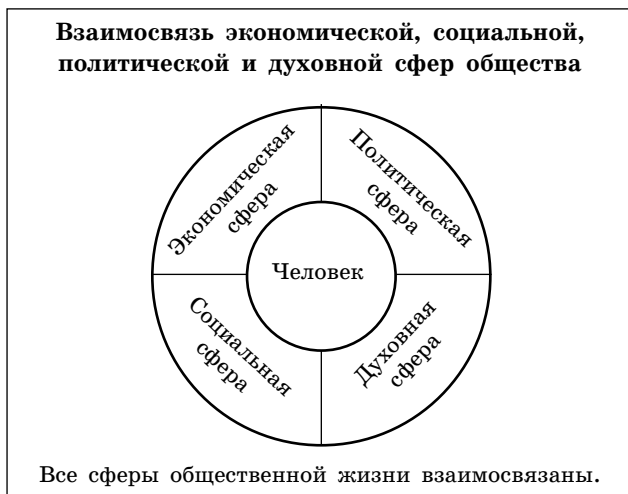 Взаимосвязь экономической, социальной,
политической и духовной сфер общества
Экономическая
сфера
Политическая
сфера
Человек
Социальная
сфера
Духовная
сфера
Все сферы общественной жизни взаимосвязаны.